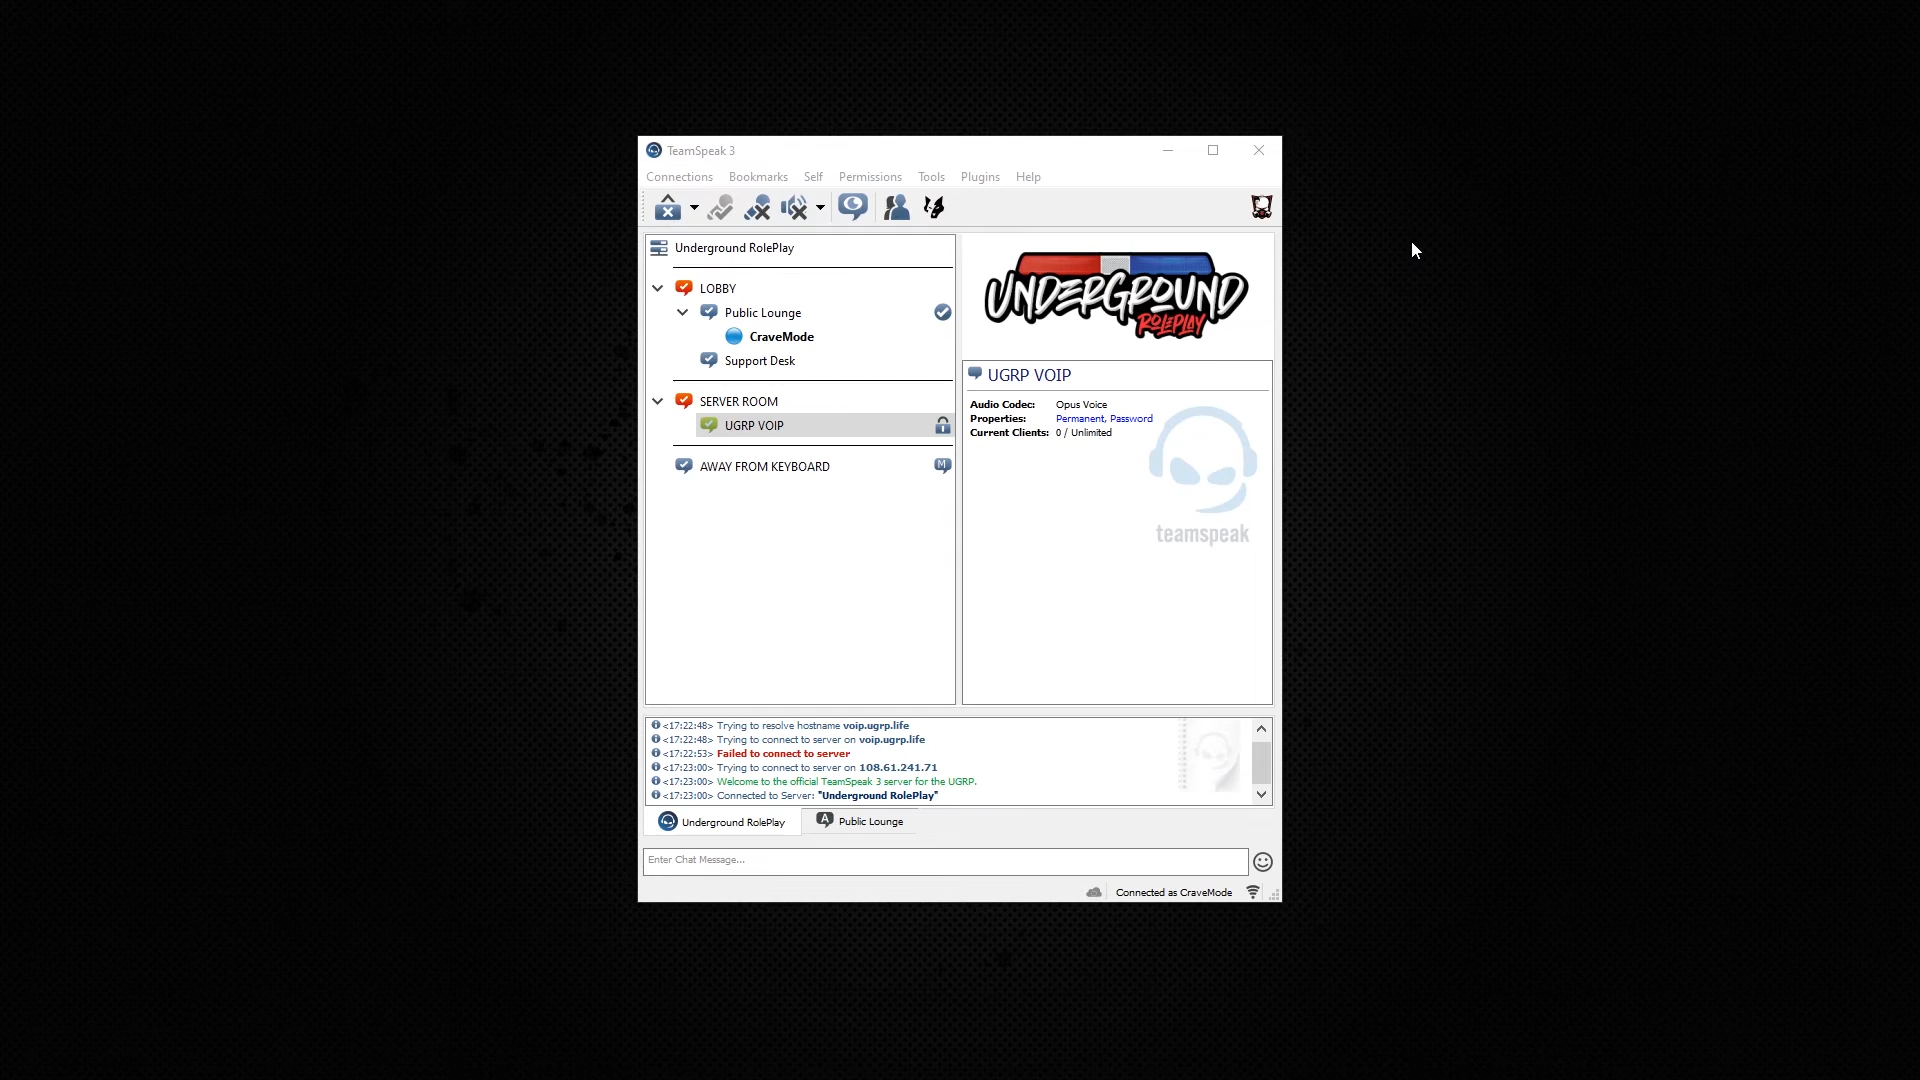 TeamSpeak 3
Connections Bookmarks Self Permissions Tools Plugins Help
Underground RolePlay
LOBBY
Public Lounge
CraveMode
Support Desk
SERVER ROOM
UGRP VOIP
AWAY FROM KEYBOARD
M
UNDERGROUND
ROLEPLAY
UGRP VOIP
Audio Codec: Opus Voice
Properties: Permanent, Password
Current Clients: 0 / Unlimited
teamspeak
<17:22:48> Trying to resolve hostname voip.ugrp.life
<17:22:48> Trying to connect to server on voip.ugrp.life
<17:22:53> Failed to connect to server
<17:23:00> Trying to connect to server on 108.61.241.71
<17:23:00> Welcome to the official TeamSpeak 3 server for the UGRP.
<17:23:00> Connected to Server: "Underground RolePlay"
Underground RolePlay
A Public Lounge
Enter Chat Message...
Connected as CraveMode